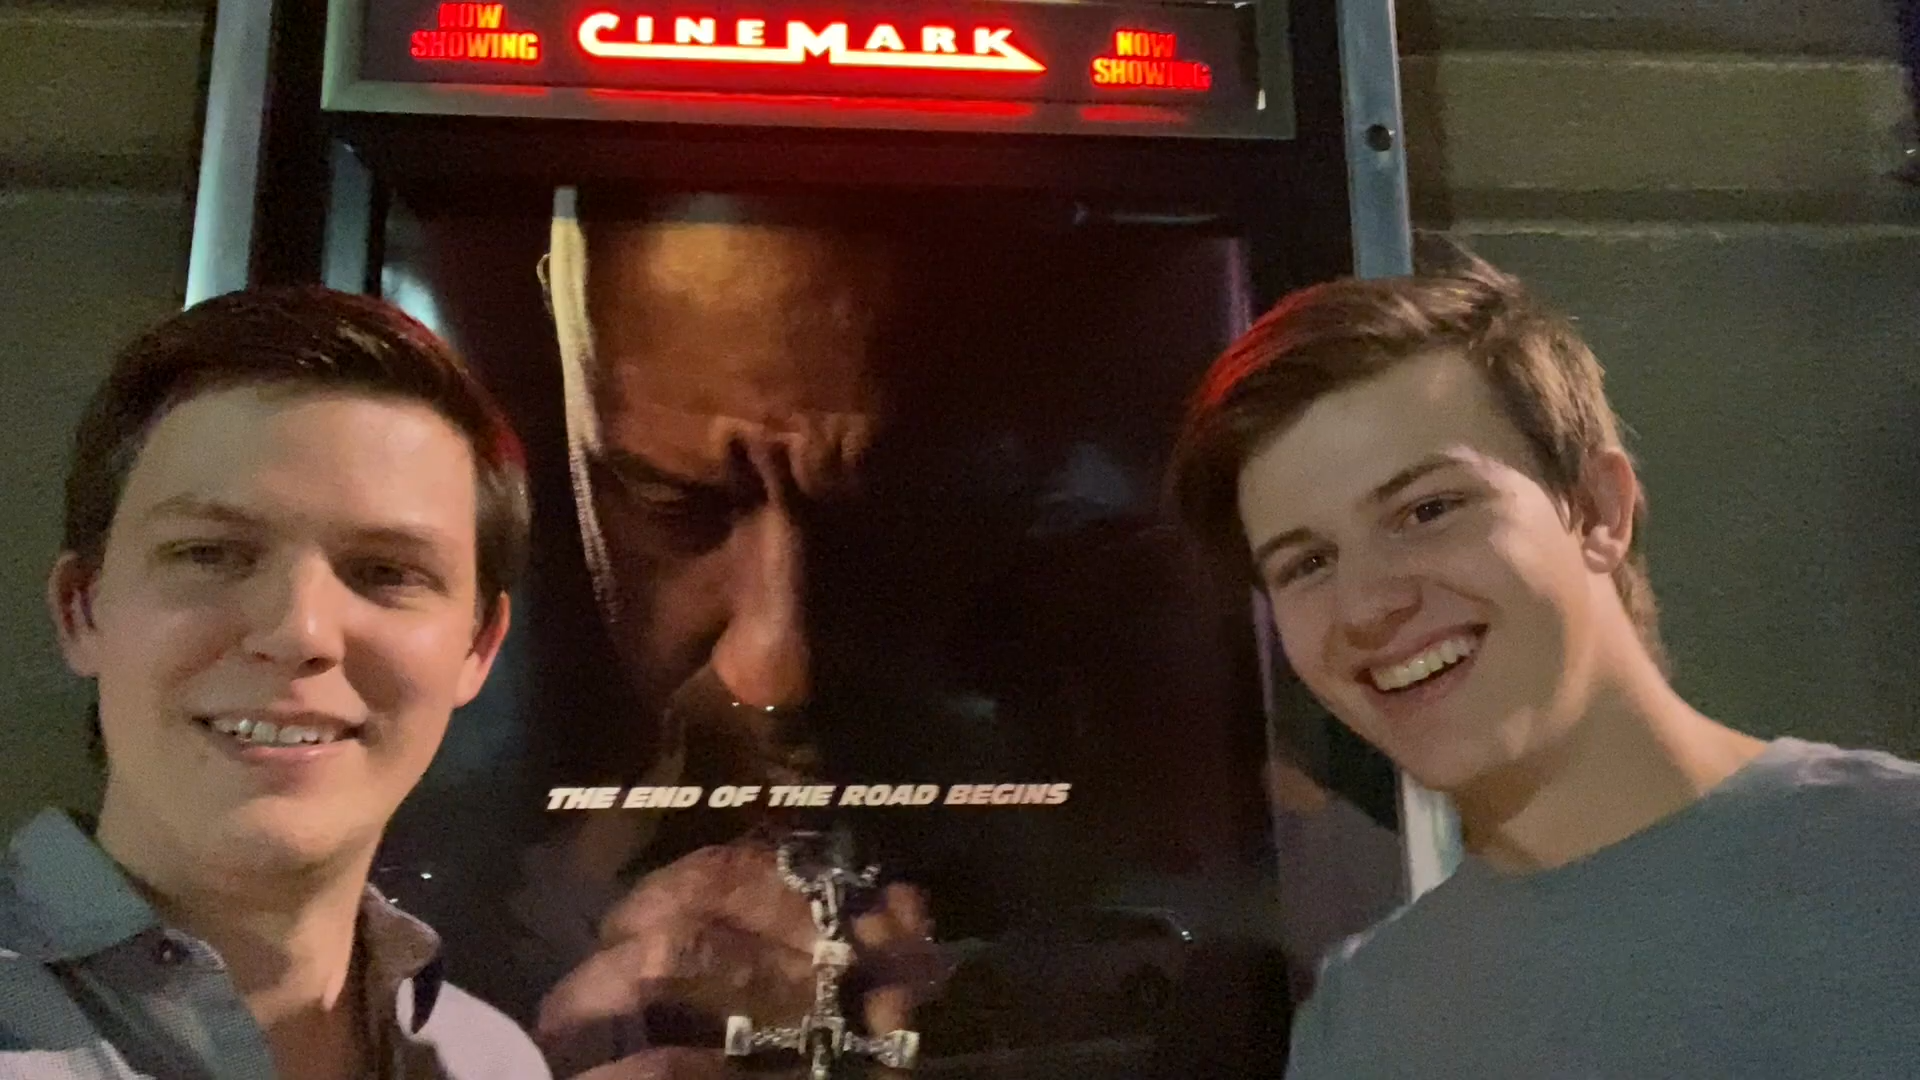 NOW
SHOWING
CINEMARK
NOW
SHOWING
THE END OF THE ROAD BEGINS